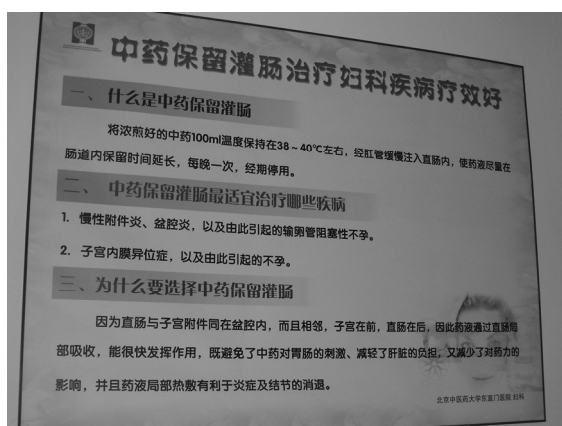 中药保留灌肠治疗妇科疾病疗效好
一、什么是中药保留灌肠
将浓煎好的中药100ml温度保持在38~40℃左右，经肛管缓慢注入直肠内，使药液尽量在
肠道内保留时间延长，每晚一次，经期停用。
二、中药保留灌肠最适宜治疗哪些疾病
1. 慢性附件炎、盆腔炎，以及由此引起的输卵管阻塞性不孕。
2. 子宫内膜异位症，以及由此引起的不孕。
三、为什么要选择中药保留灌肠
因为直肠与子宫附件同在盆腔内，而且相邻，子宫在前，直肠在后，因此药液通过直肠局
部吸收，能很快发挥作用，既避免了中药对胃肠的刺激、减轻了肝脏的负担，又减少了对药力的
影响，并且药液局部热敷有利于炎症及结节的消退。
北京中医药大学东直门医院 妇科